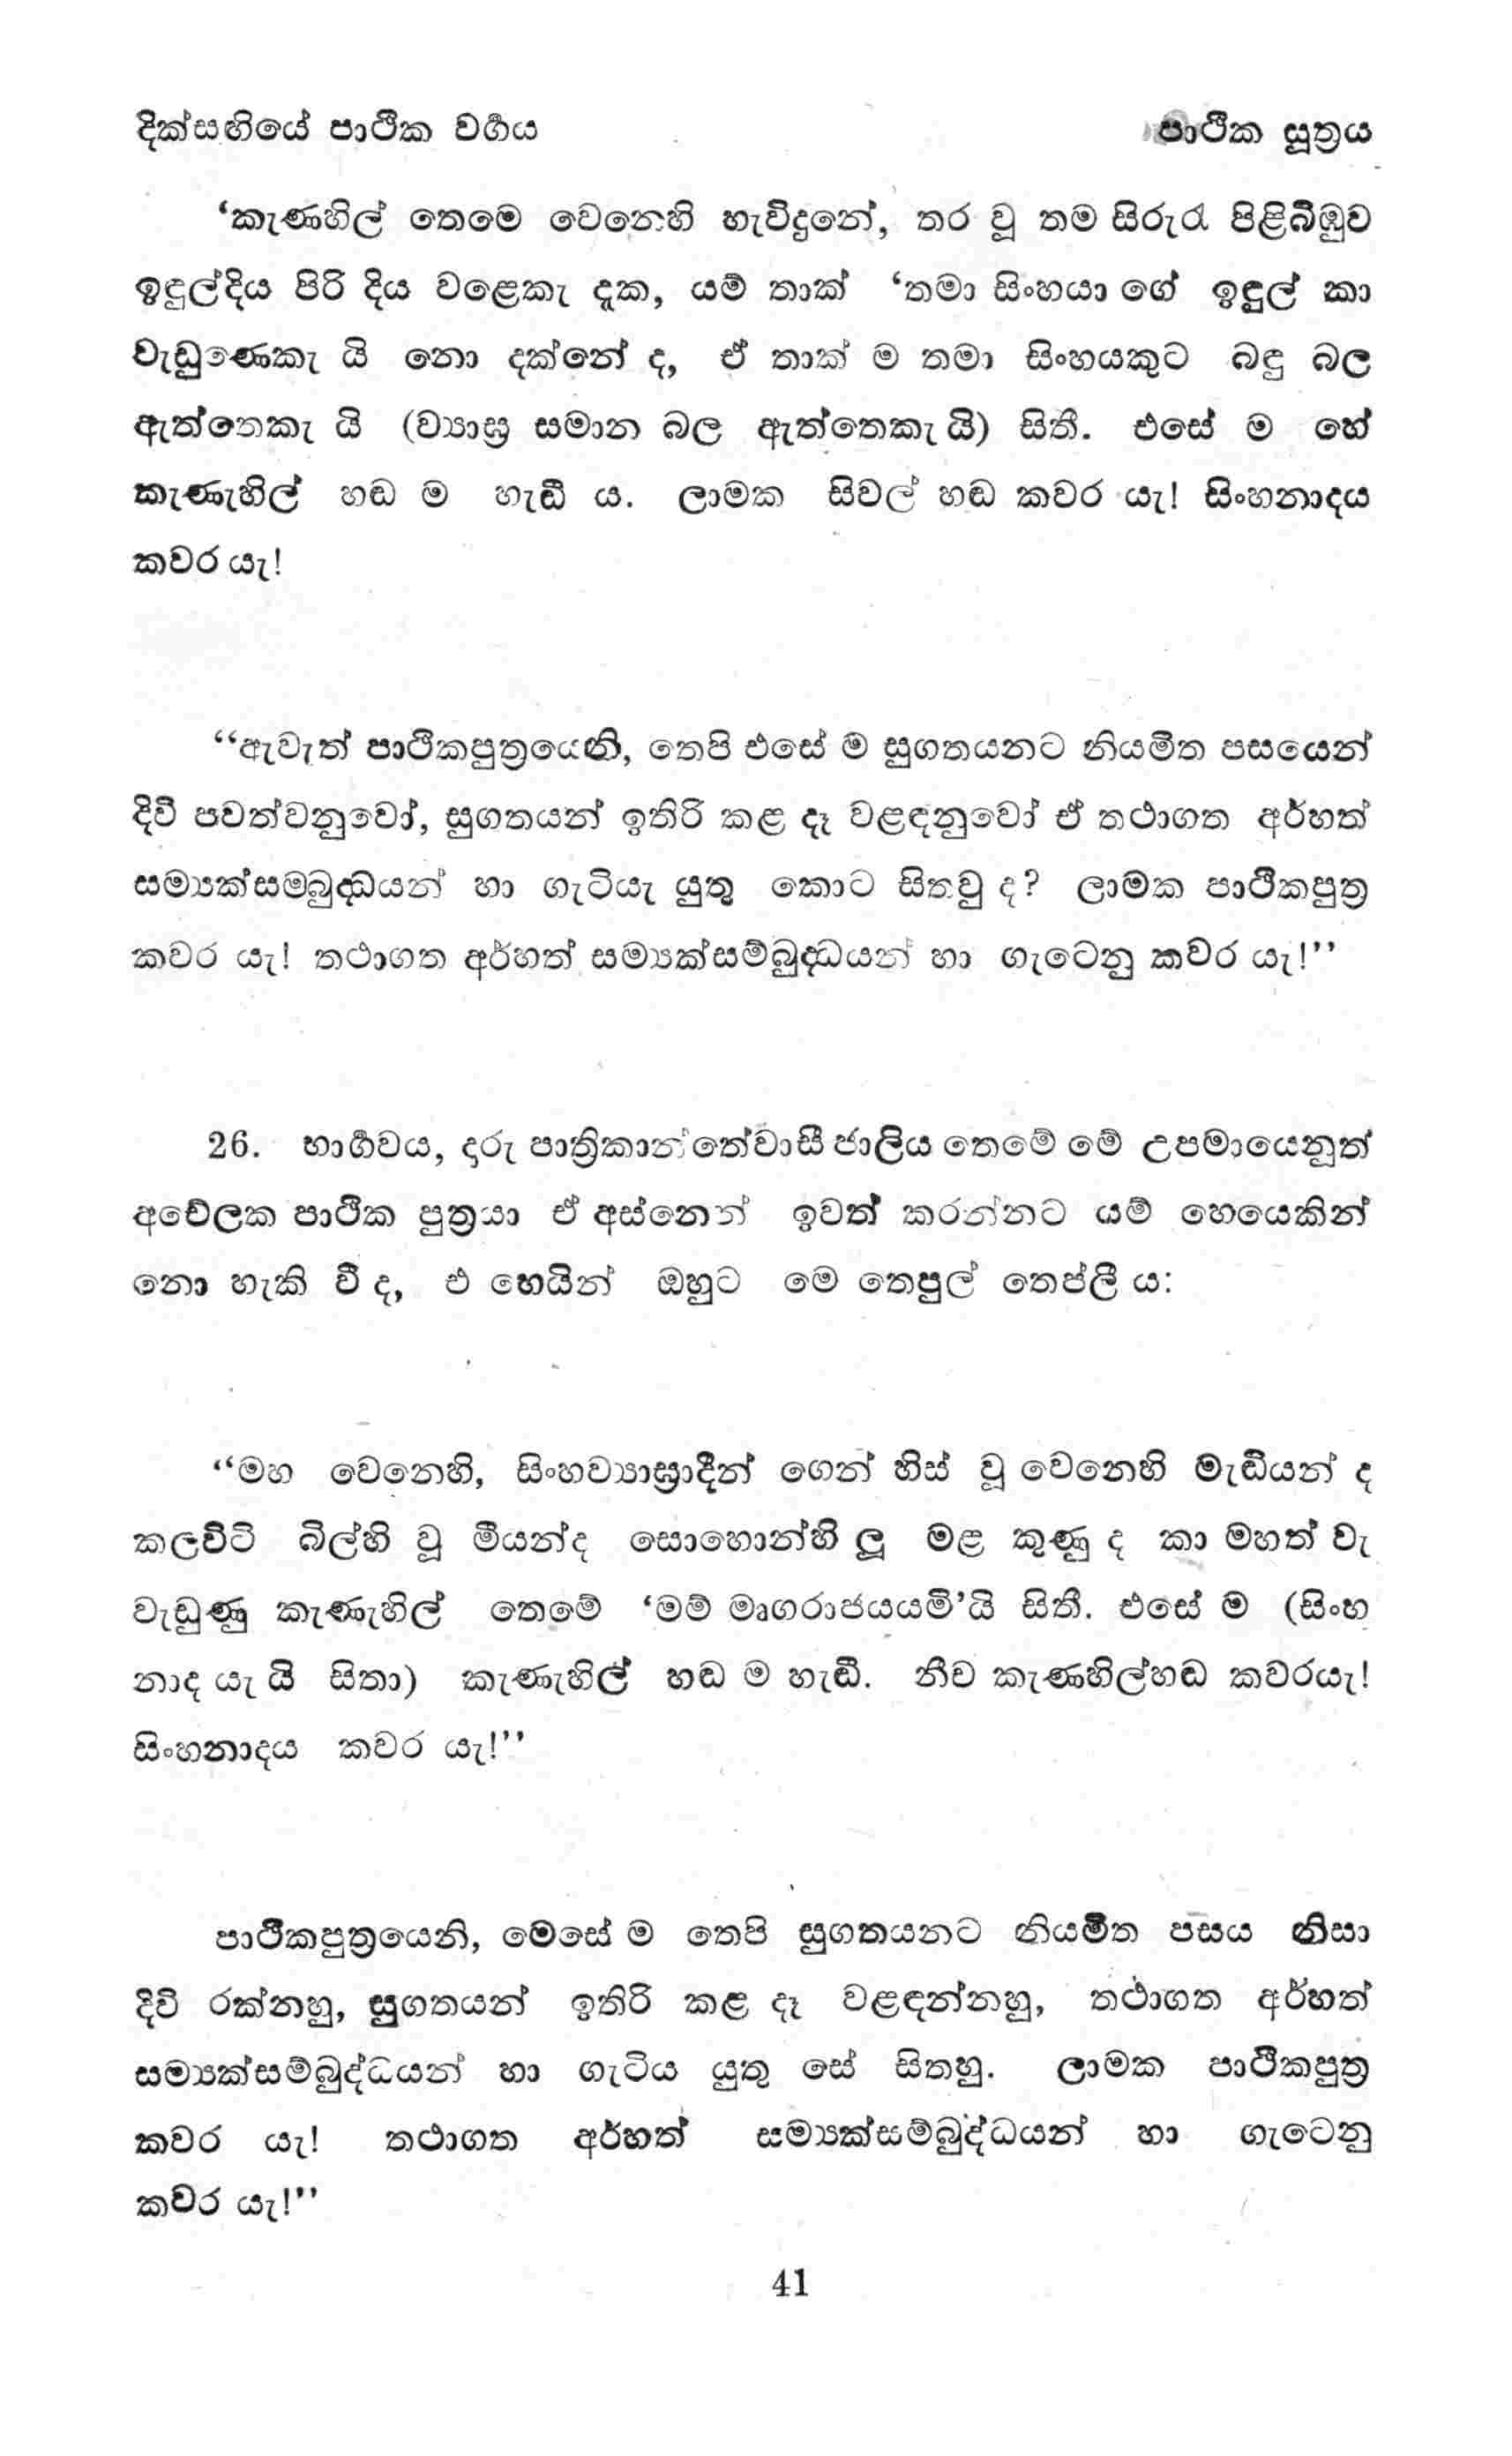 දික්සඟියේ පාථික වර්‍ගය
පාථික සූත්‍රය
‘කැණහිල් තෙමෙ වෙනෙහි හැවිදුනේ, තර වූ තම සිරුරැ පිළිබිඹුව
ඉඳුල්දිය පිරි දිය වළෙකැ දැක, යම් තාක් ‘තමා සිංහයා ගේ ඉඳුල් කා
වැඩුණෙකැ යි නො දක්නේ ද, ඒ තාක් ම තමා සිංහයකුට බඳු බල
ඇත්තෙකැ යි (ව්‍යාඝ්‍ර සමාන බල ඇත්තෙකැ යි) සිතී. එසේ ම හේ
කැණැහිල් හඬ ම හැඬී ය. ලාමක සිවල් හඬ කවර යැ! සිංහනාදය
කවර යැ!
“ඇවැත් පාථිකපුත්‍රයෙනි, තෙපි එසේ ම සුගතයනට නියමිත පසයෙන්
දිවි පවත්වනුවෝ, සුගතයන් ඉතිරි කළ දෑ වළඳනුවෝ ඒ තථාගත අර්හත්
සම්‍යක්සම්බුද්‍ධයන් හා ගැටියැ යුතු කොට සිතවු ද? ලාමක පාථිකපුත්‍ර
කවර යැ! තථාගත අර්හත් සම්‍යක්සම්බුද්‍ධයන් හා ගැටෙනු කවර යැ!”
26. භාර්‍ගවය, දරු පාත්‍රිකාන්තේවාසී ජාලිය තෙමේ මේ උපමායෙනුත්
අචේලක පාථික පුත්‍රයා ඒ අස්නෙන් ඉවත් කරන්නට යම් හෙයෙකින්
නො හැකි වී ද, එ හෙයින් ඔහුට මෙ තෙපුල් තෙප්ලී ය:
“මහ වෙනෙහි, සිංහව්‍යාඝ්‍රාදීන් ගෙන් හිස් වූ වෙනෙහි මැඬියන් ද
කලවිටි බිල්හි වූ මීයන්ද සොහොන්හි ලූ මළ කුණු ද කා මහත් වැ
වැඩුණු කැණැහිල් තෙමේ ‘මම් මෘගරාජයයමි’යි සිතී. එසේ ම (සිංහ
නාද යැ යි සිතා) කැණැහිල් හඬ ම හැඬී. නීච කැණහිල්හඬ කවරයැ!
සිංහනාදය කවර යැ!”
පාථිකපුත්‍රයෙනි, මෙසේ ම තෙපි සුගතයනට නියමිත පසය නිසා
දිවි රක්නහු, සුගතයන් ඉතිරි කළ දෑ වළඳන්නහු, තථාගත අර්හත්
සම්‍යක්සම්බුද්ධයන් හා ගැටිය යුතු සේ සිතහු. ලාමක පාථිකපුත්‍ර
කවර යැ! තථාගත අර්හත් සම්‍යක්සම්බුද්ධයන් හා ගැටෙනු
කවර යැ!”
41